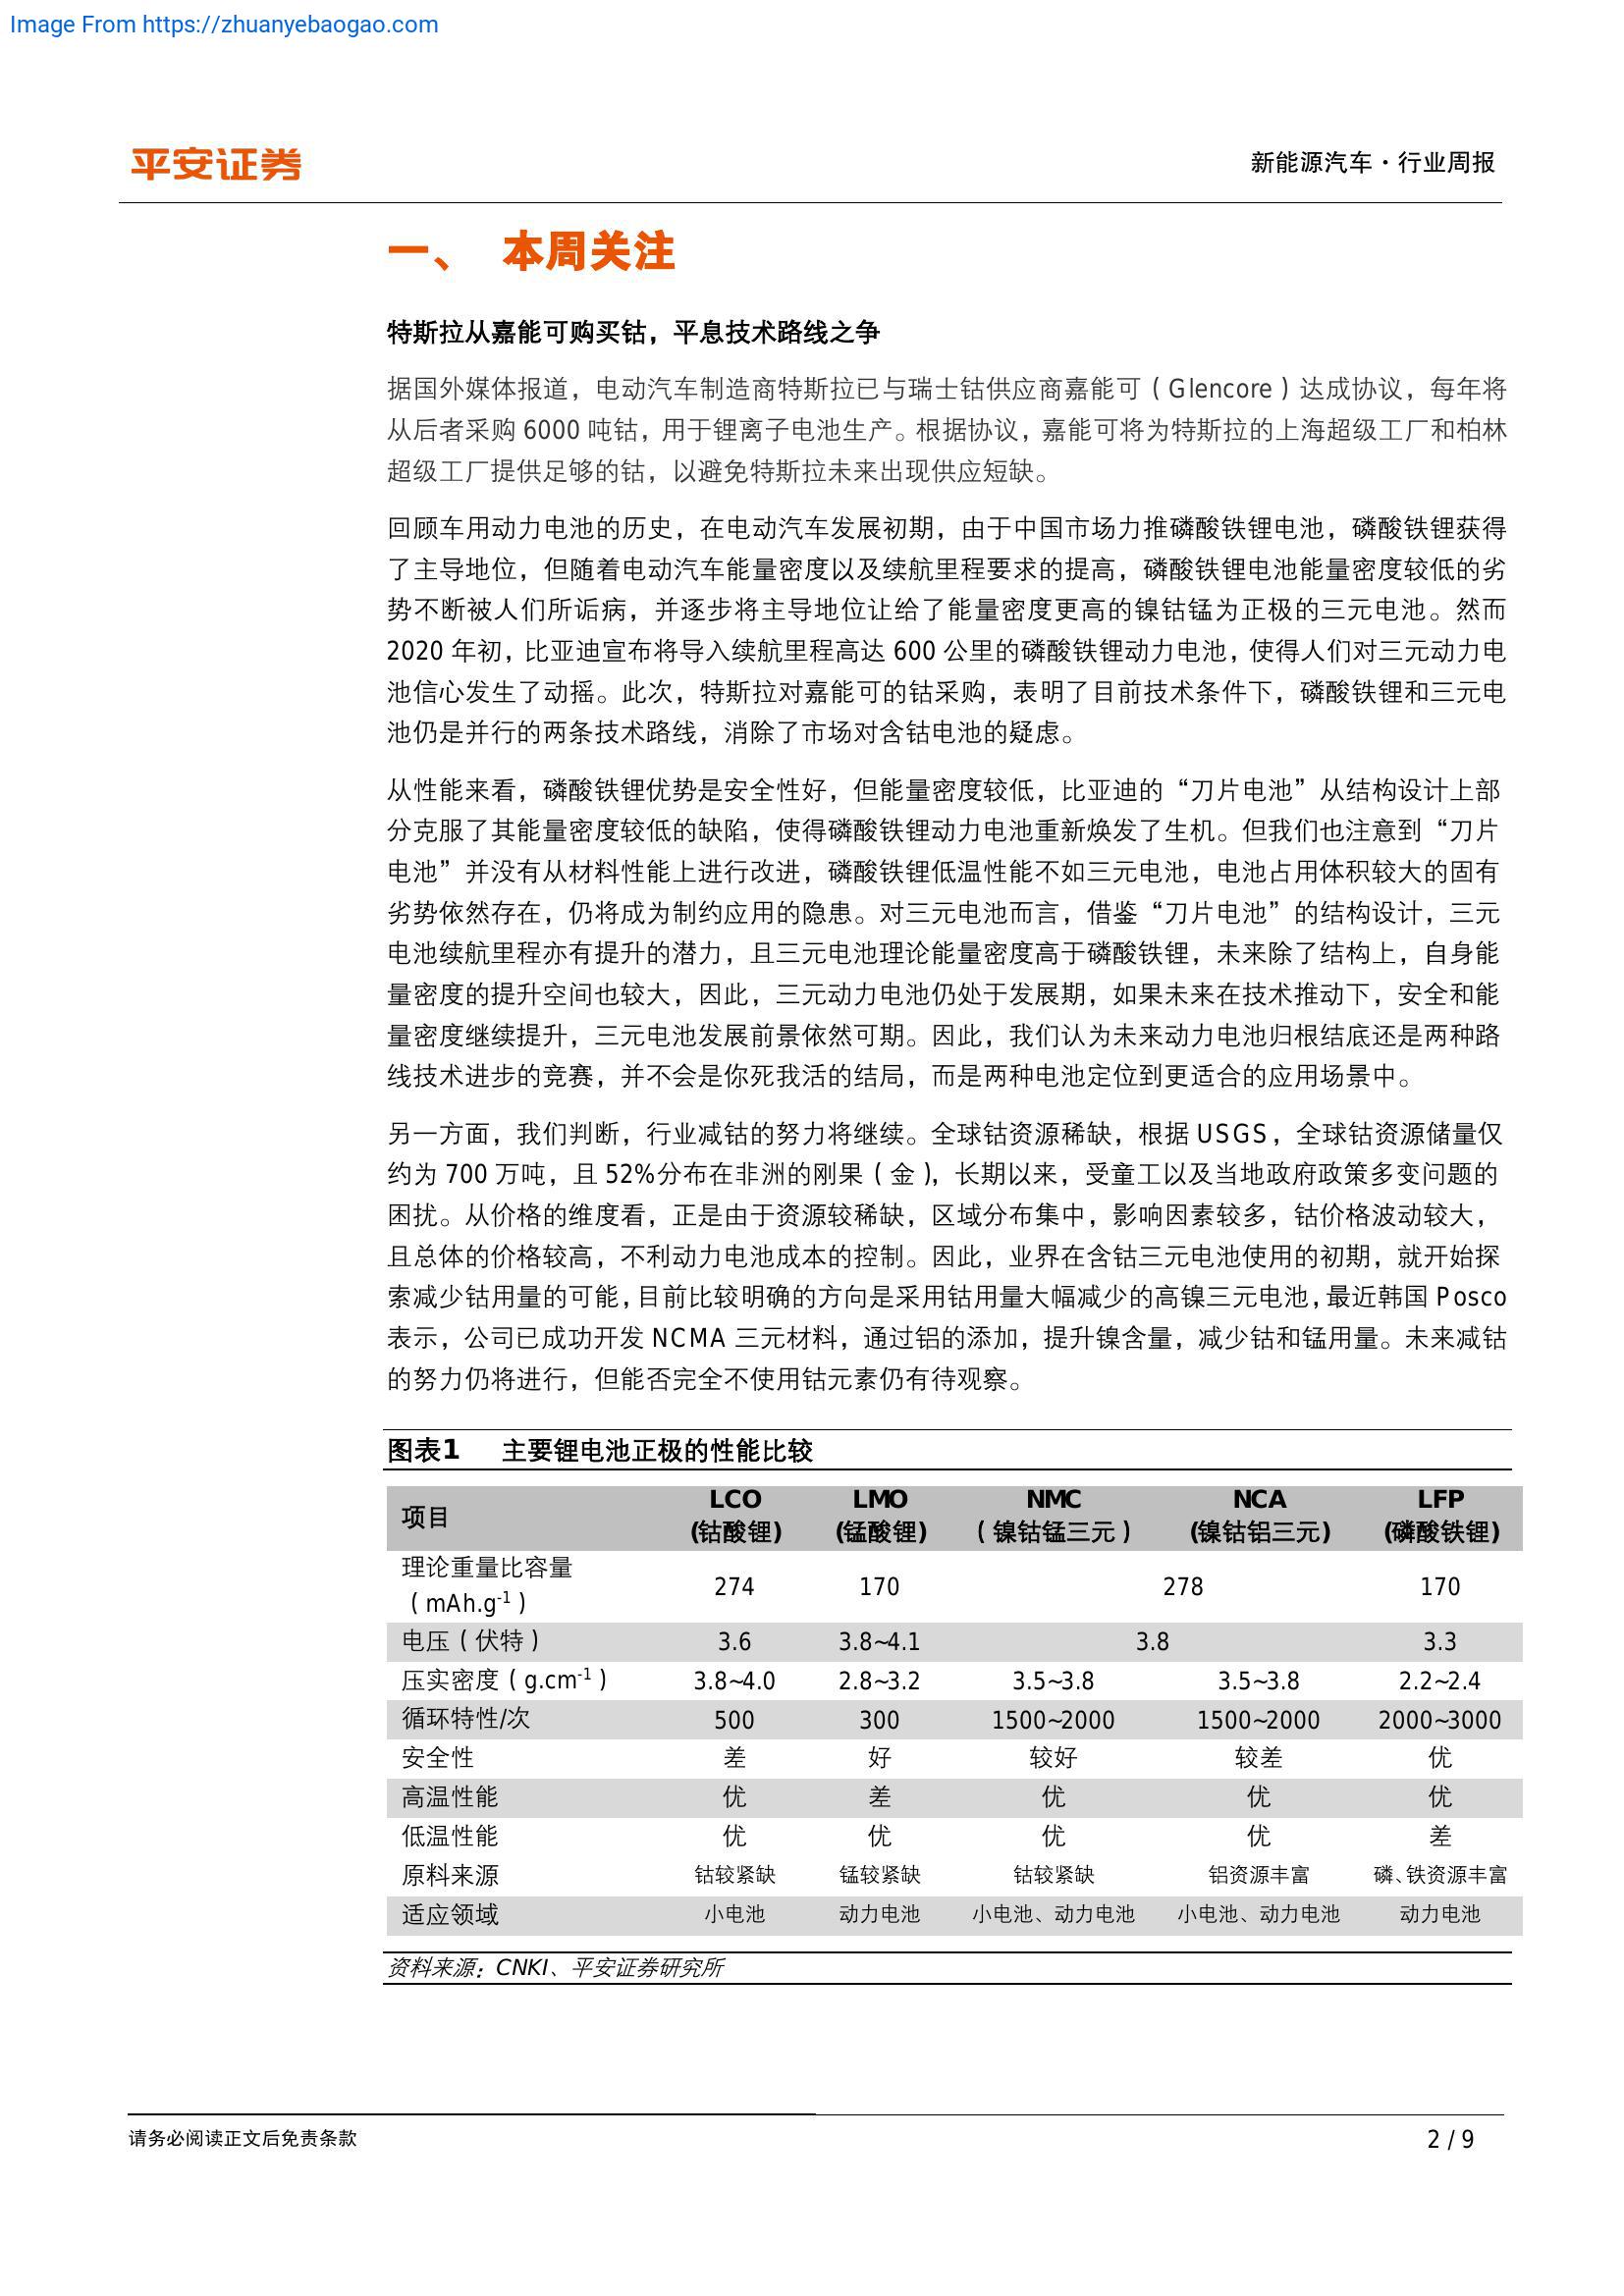 Image From https://zhuanyebaogao.com
平安证券
新能源汽车·行业周报
一、 本周关注
特斯拉从嘉能可购买钴，平息技术路线之争
据国外媒体报道，电动汽车制造商特斯拉已与瑞士钴供应商嘉能可（Glencore）达成协议，每年将
从后者采购 6000 吨钴，用于锂离子电池生产。根据协议，嘉能可将为特斯拉的上海超级工厂和柏林
超级工厂提供足够的钴，以避免特斯拉未来出现供应短缺。
回顾车用动力电池的历史，在电动汽车发展初期，由于中国市场力推磷酸铁锂电池，磷酸铁锂获得
了主导地位，但随着电动汽车能量密度以及续航里程要求的提高，磷酸铁锂电池能量密度较低的劣
势不断被人们所诟病，并逐步将主导地位让给了能量密度更高的镍钴锰为正极的三元电池。然而
2020 年初，比亚迪宣布将导入续航里程高达 600 公里的磷酸铁锂动力电池，使得人们对三元动力电
池信心发生了动摇。此次，特斯拉对嘉能可的钴采购，表明了目前技术条件下，磷酸铁锂和三元电
池仍是并行的两条技术路线，消除了市场对含钴电池的疑虑。
从性能来看，磷酸铁锂优势是安全性好，但能量密度较低，比亚迪的“刀片电池”从结构设计上部
分克服了其能量密度较低的缺陷，使得磷酸铁锂动力电池重新焕发了生机。但我们也注意到“刀片
电池”并没有从材料性能上进行改进，磷酸铁锂低温性能不如三元电池，电池占用体积较大的固有
劣势依然存在，仍将成为制约应用的隐患。对三元电池而言，借鉴“刀片电池”的结构设计，三元
电池续航里程亦有提升的潜力，且三元电池理论能量密度高于磷酸铁锂，未来除了结构上，自身能
量密度的提升空间也较大，因此，三元动力电池仍处于发展期，如果未来在技术推动下，安全和能
量密度继续提升，三元电池发展前景依然可期。因此，我们认为未来动力电池归根结底还是两种路
线技术进步的竞赛，并不会是你死我活的结局，而是两种电池定位到更适合的应用场景中。
另一方面，我们判断，行业减钴的努力将继续。全球钴资源稀缺，根据 USGS，全球钴资源储量仅
约为 700 万吨，且 52%分布在非洲的刚果（金），长期以来，受童工以及当地政府政策多变问题的
困扰。从价格的维度看，正是由于资源较稀缺，区域分布集中，影响因素较多，钴价格波动较大，
且总体的价格较高，不利动力电池成本的控制。因此，业界在含钴三元电池使用的初期，就开始探
索减少钴用量的可能，目前比较明确的方向是采用钴用量大幅减少的高镍三元电池，最近韩国 Posco
表示，公司已成功开发 NCMA 三元材料，通过铝的添加，提升镍含量，减少钴和锰用量。未来减钴
的努力仍将进行，但能否完全不使用钴元素仍有待观察。
图表1 主要锂电池正极的性能比较
项目 LCO (钴酸锂) LMO (锰酸锂) NMC （镍钴锰三元） NCA (镍钴铝三元) LFP (磷酸铁锂)
理论重量比容量（mAh.g-1） 274 170 278 170
电压（伏特） 3.6 3.8~4.1 3.8 3.3
压实密度（g.cm-1） 3.8~4.0 2.8~3.2 3.5~3.8 3.5~3.8 2.2~2.4
循环特性/次 500 300 1500~2000 1500~2000 2000~3000
安全性 差 好 较好 较差 优
高温性能 优 差 优 优 优
低温性能 优 优 优 优 差
原料来源 钴较紧缺 锰较紧缺 钴较紧缺 铝资源丰富 磷、铁资源丰富
适应领域 小电池 动力电池 小电池、动力电池 小电池、动力电池 动力电池
资料来源：CNKI、平安证券研究所
请务必阅读正文后免责条款
2 / 9